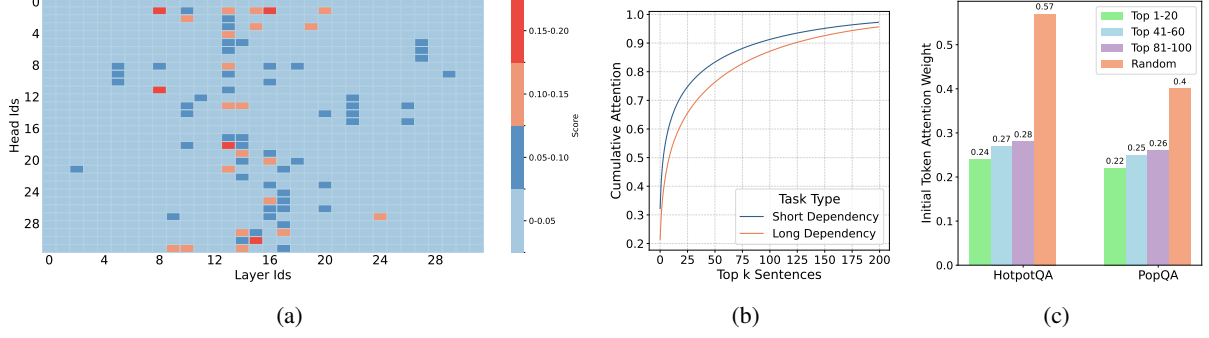 0
4
8
12
16
20
24
28
Head Ids
0 4 8 12 16 20 24 28
Layer Ids
0.15-0.20
0.10-0.15
0.05-0.10
0-0.05
Score
(a)
1.0
0.9
0.8
0.7
0.6
0.5
0.4
0.3
0.2
Cumulative Attention
Task Type
Short Dependency
Long Dependency
0 25 50 75 100 125 150 175 200
Top k Sentences
(b)
0.5
0.4
0.3
0.2
0.1
0.0
Initial Token Attention Weight
Top 1-20
Top 41-60
Top 81-100
Random
0.24 0.27 0.28 0.57
0.22 0.25 0.26 0.4
HotpotQA PopQA
(c)